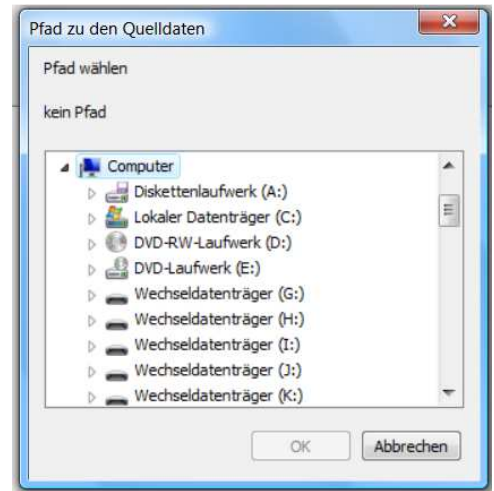 Pfad zu den Quelldaten
Pfad wählen
kein Pfad
Computer
Diskettenlaufwerk (A:)
Lokaler Datenträger (C:)
DVD-RW-Laufwerk (D:)
DVD-Laufwerk (E:)
Wechseldatenträger (G:)
Wechseldatenträger (H:)
Wechseldatenträger (I:)
Wechseldatenträger (J:)
Wechseldatenträger (K:)
OK Abbrechen